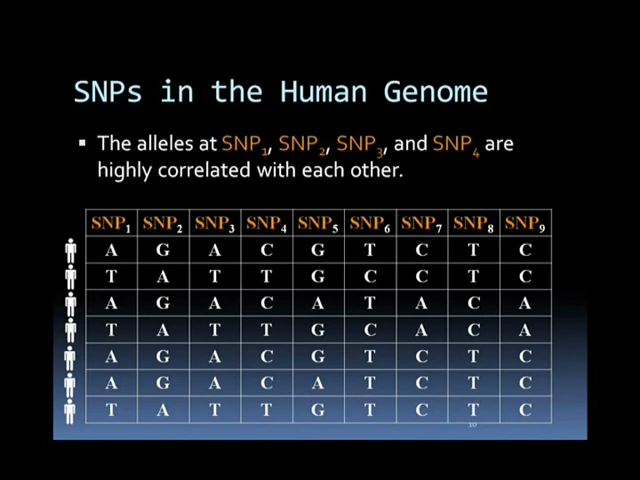 SNPs in the Human Genome
▪ The alleles at SNP₁, SNP₂, SNP₃, and SNP₄ are
highly correlated with each other.
SNP₁ SNP₂ SNP₃ SNP₄ SNP₅ SNP₆ SNP₇ SNP₈ SNP₉
A G A C G T C T C
T A T T G C C T C
A G A C A T A C A
T A T T G C A C A
A G A C G T C T C
A G A C A T C T C
T A T T G T C T C
10